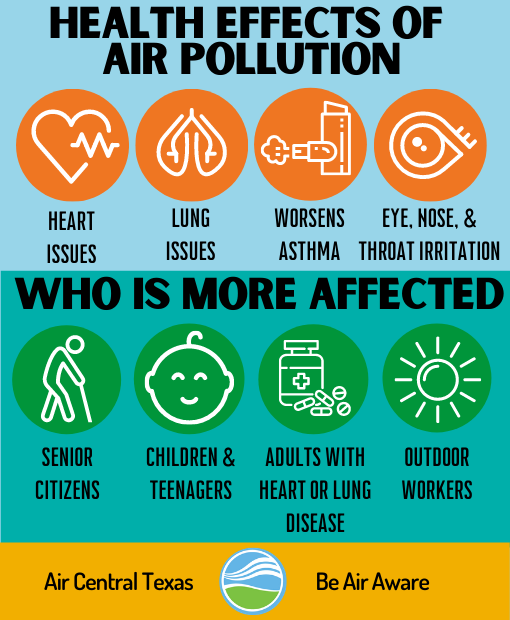 HEALTH EFFECTS OF
AIR POLLUTION
HEART
ISSUES
LUNG
ISSUES
WORSENS
ASTHMA
EYE, NOSE, &
THROAT IRRITATION
WHO IS MORE AFFECTED
SENIOR
CITIZENS
CHILDREN &
TEENAGERS
ADULTS WITH
HEART OR LUNG
DISEASE
OUTDOOR
WORKERS
Air Central Texas
Be Air Aware